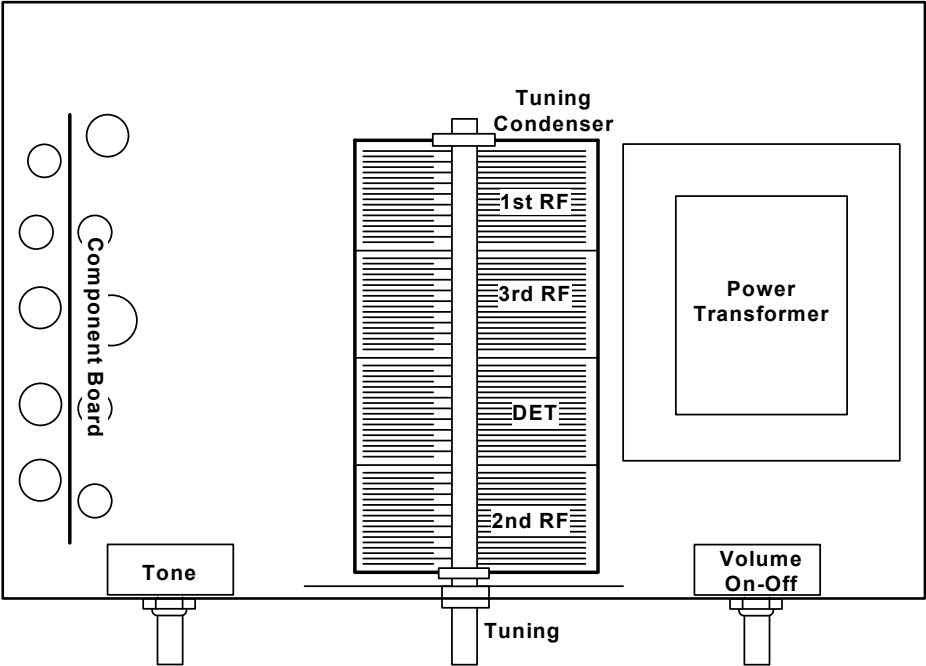 Tuning
Condenser
1st RF
3rd RF
Power
Transformer
Component Board
DET
2nd RF
Tone
Volume
On-Off
Tuning